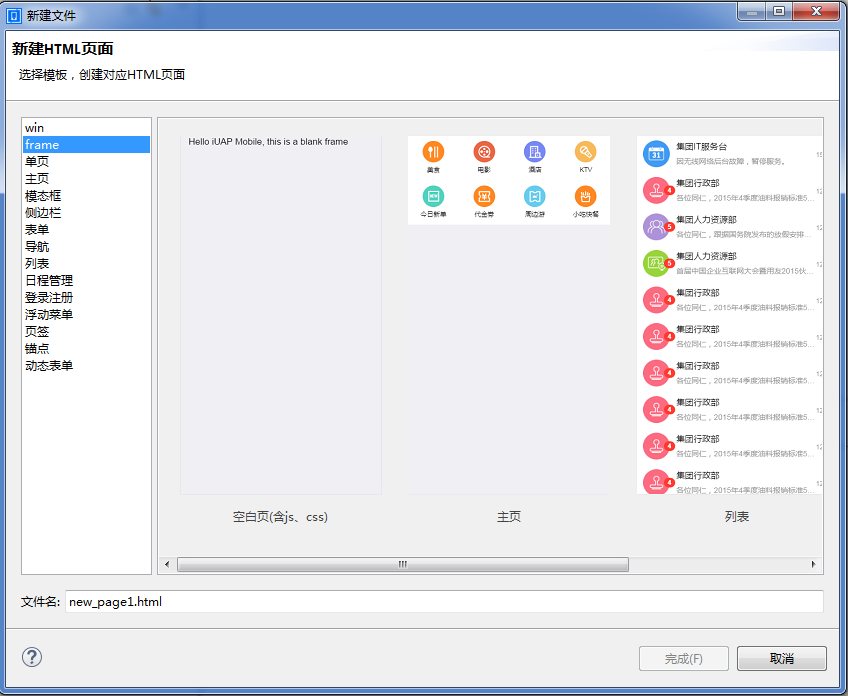 新建文件
新建HTML页面
选择模板，创建对应HTML页面
win
frame
单页
主页
模态框
侧边栏
表单
导航
列表
日程管理
登录注册
浮动菜单
页签
锚点
动态表单
Hello iUAP Mobile, this is a blank frame
美食 电影 酒店 KTV
今日新单 代金券 周边游 小吃快餐
31
集团IT服务台
因无线网络后台故障，暂停服务。 15
集团行政部
4 各位同仁，2015年4季度油料报销标准5... 12
集团人力资源部
5 各位同仁，跟据国务院发布的放假安排... 12
集团人力资源部
5 首届中国企业互联网大会暨用友2015伙... 12
集团行政部
4 各位同仁，2015年4季度油料报销标准5... 12
集团行政部
4 各位同仁，2015年4季度油料报销标准5... 12
集团行政部
4 各位同仁，2015年4季度油料报销标准5... 12
集团行政部
4 各位同仁，2015年4季度油料报销标准5... 12
集团行政部
4 各位同仁，2015年4季度油料报销标准5... 12
集团行政部
4 各位同仁，2015年4季度油料报销标准5... 12
空白页(含js、css) 主页 列表
文件名: new_page1.html
? 完成(F) 取消